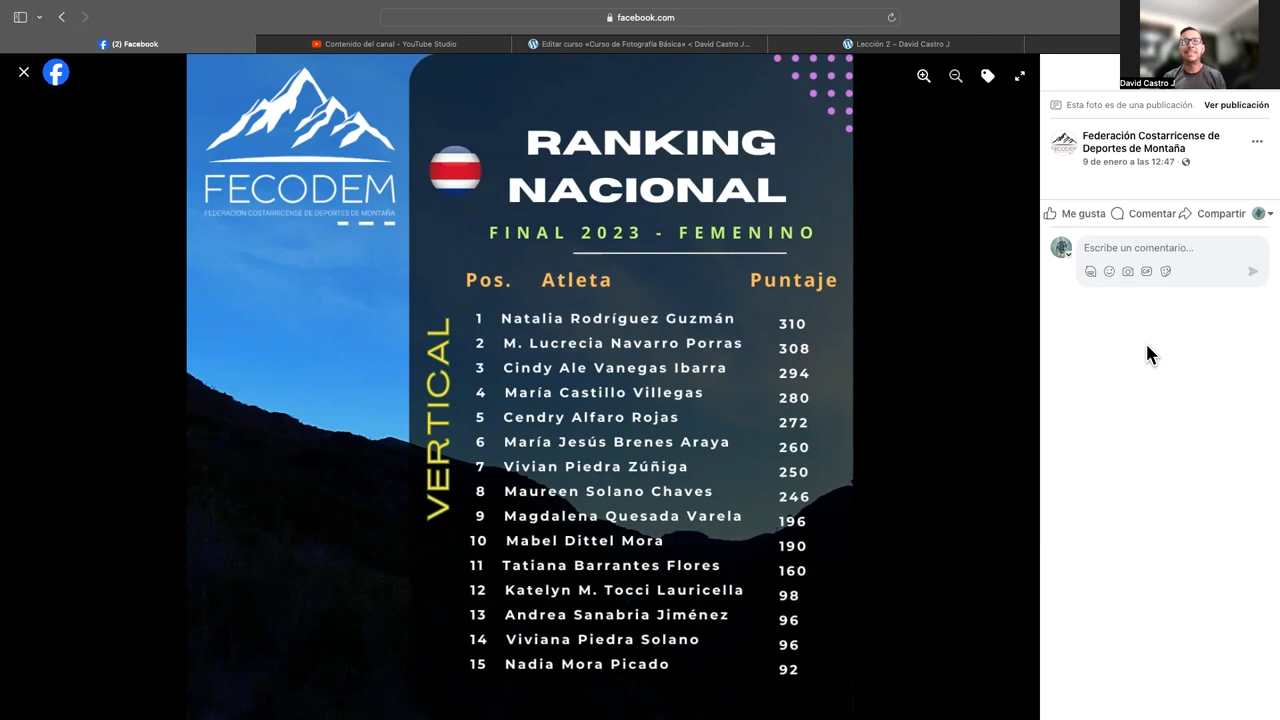 facebook.com
(2) Facebook
Contenido del canal - YouTube Studio
Editar curso «Curso de Fotografía Básica» < David Castro J...
Lección 2 – David Castro J
David Castro J
FECODEM
FEDERACIÓN COSTARRICENSE DE DEPORTES DE MONTAÑA
RANKING
NACIONAL
FINAL 2023 - FEMENINO
Pos. Atleta Puntaje
VERTICAL
1 Natalia Rodríguez Guzmán 310
2 M. Lucrecia Navarro Porras 308
3 Cindy Ale Vanegas Ibarra 294
4 María Castillo Villegas 280
5 Cendry Alfaro Rojas 272
6 María Jesús Brenes Araya 260
7 Vivian Piedra Zúñiga 250
8 Maureen Solano Chaves 246
9 Magdalena Quesada Varela 196
10 Mabel Dittel Mora 190
11 Tatiana Barrantes Flores 160
12 Katelyn M. Tocci Lauricella 98
13 Andrea Sanabria Jiménez 96
14 Viviana Piedra Solano 96
15 Nadia Mora Picado 92
Esta foto es de una publicación. Ver publicación
Federación Costarricense de
Deportes de Montaña
9 de enero a las 12:47 ·
Me gusta Comentar Compartir
Escribe un comentario...
GIF